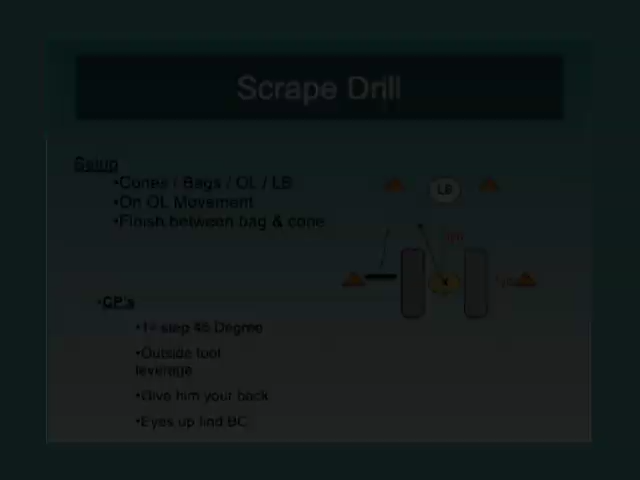 Scrape Drill
Setup
•Cones / Bags / OL / LB
•On OL Movement
•Finish between bag & cone
LB
X
•CP's
•1st step 45 Degree
•Outside foot
leverage
•Give him your back
•Eyes up find BC